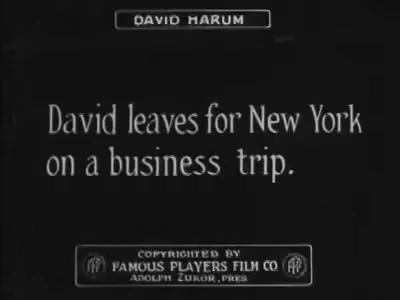 DAVID HARUM
David leaves for New York
on a business trip.
COPYRIGHTED BY
FAMOUS PLAYERS FILM CO.
ADOLPH ZUKOR, PRES